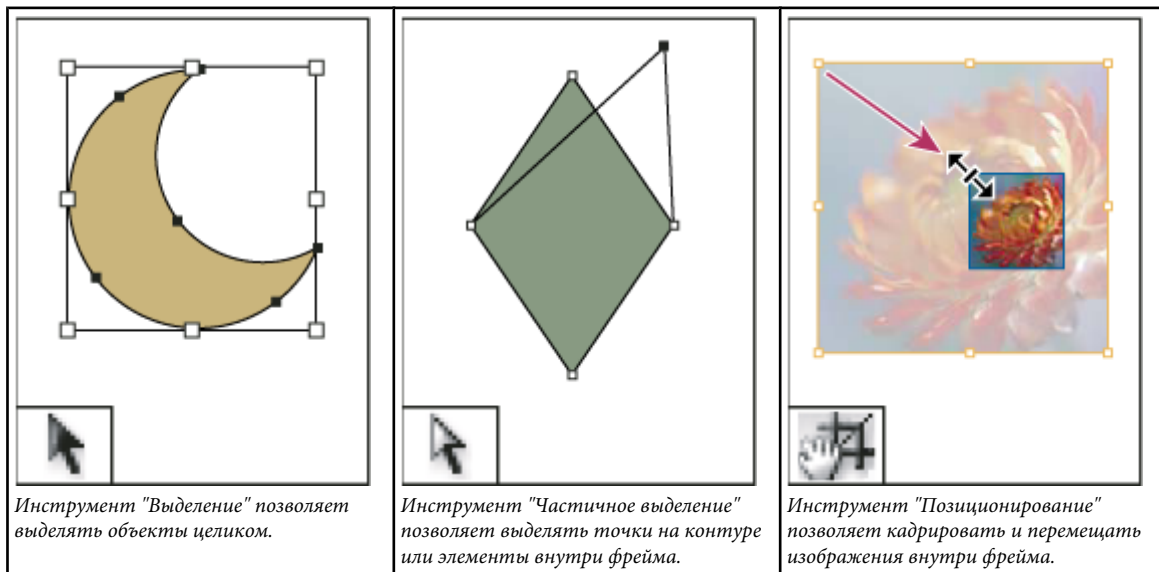 Инструмент "Выделение" позволяет
выделять объекты целиком.
Инструмент "Частичное выделение"
позволяет выделять точки на контуре
или элементы внутри фрейма.
Инструмент "Позиционирование"
позволяет кадрировать и перемещать
изображения внутри фрейма.